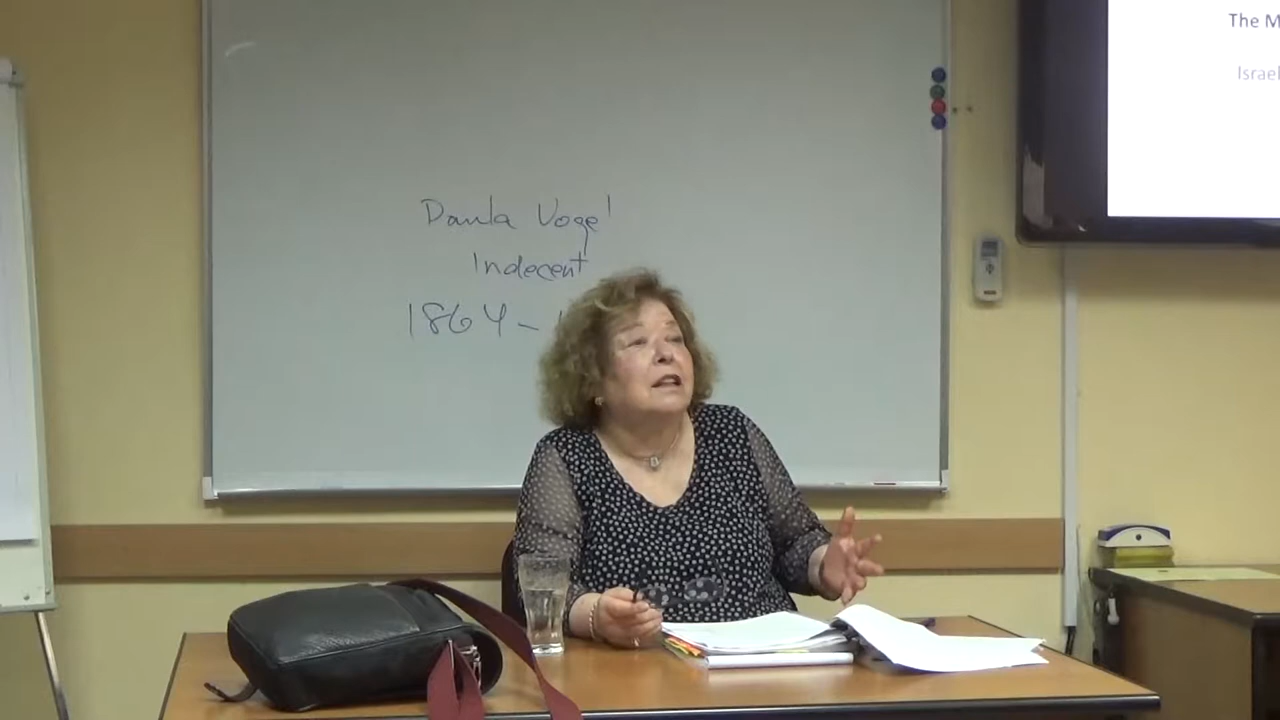 Paula Vogel
Indecent
1864 –
The M
Israel